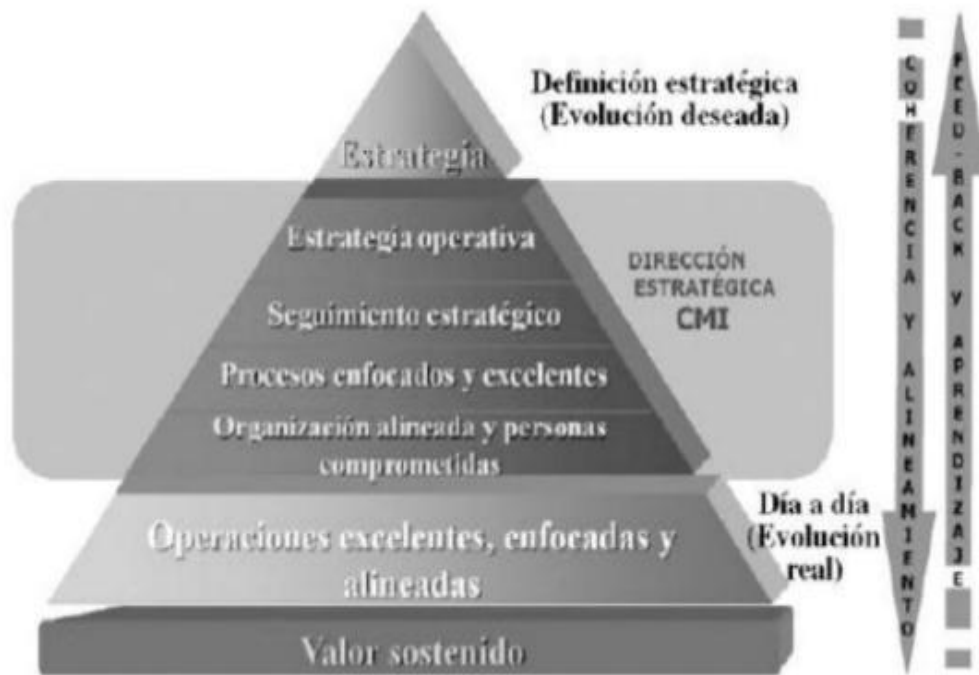 Definición estratégica
(Evolución deseada)
Estrategia
Estrategia operativa
DIRECCIÓN
ESTRATÉGICA
CMI
Seguimiento estratégico
Procesos enfocados y excelentes
Organización alineada y personas
comprometidas
Día a día
(Evolución
real)
Operaciones excelentes, enfocadas y
alineadas
Valor sostenido
COHERENCIA Y ALINEAMIENTO
FEED-BACK Y APRENDIZAJE